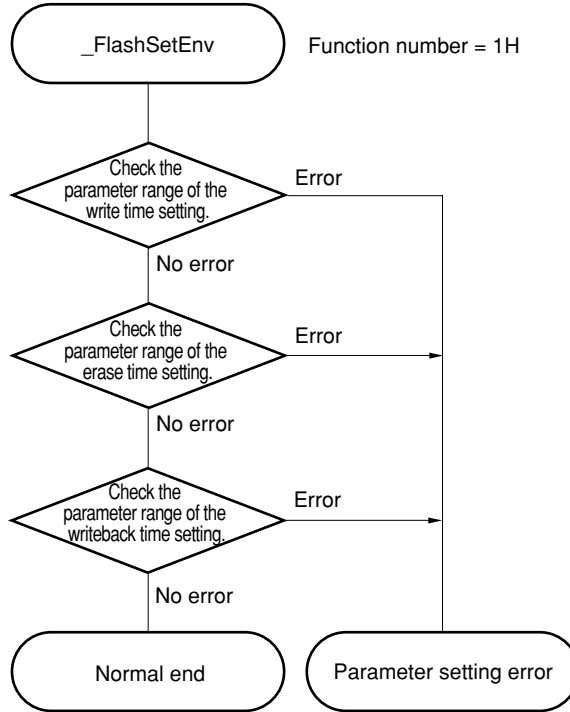 _FlashSetEnv
Function number = 1H
Check the
parameter range of the
write time setting.
Error
No error
Check the
parameter range of the
erase time setting.
Error
No error
Check the
parameter range of the
writeback time setting.
Error
No error
Normal end
Parameter setting error